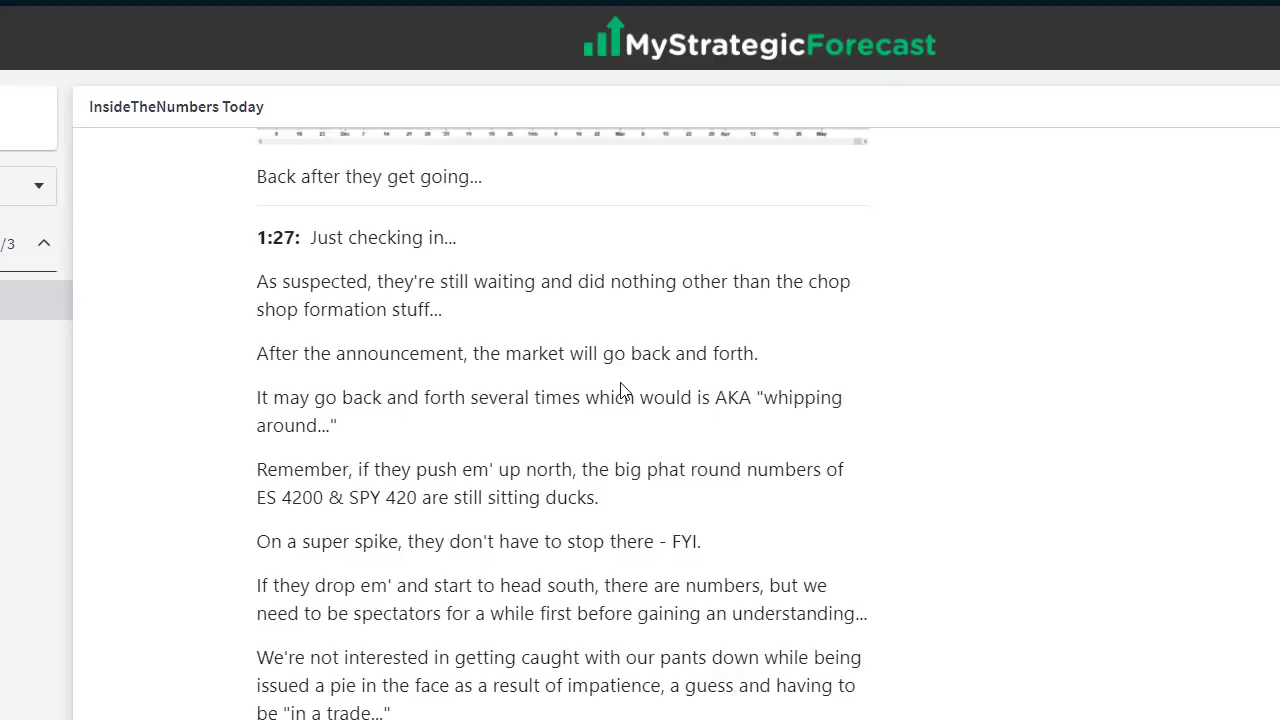 MyStrategicForecast
InsideTheNumbers Today
Back after they get going...
/3
1:27: Just checking in...
As suspected, they're still waiting and did nothing other than the chop
shop formation stuff...
After the announcement, the market will go back and forth.
It may go back and forth several times which would is AKA "whipping
around..."
Remember, if they push em' up north, the big phat round numbers of
ES 4200 & SPY 420 are still sitting ducks.
On a super spike, they don't have to stop there - FYI.
If they drop em' and start to head south, there are numbers, but we
need to be spectators for a while first before gaining an understanding...
We're not interested in getting caught with our pants down while being
issued a pie in the face as a result of impatience, a guess and having to
be "in a trade..."